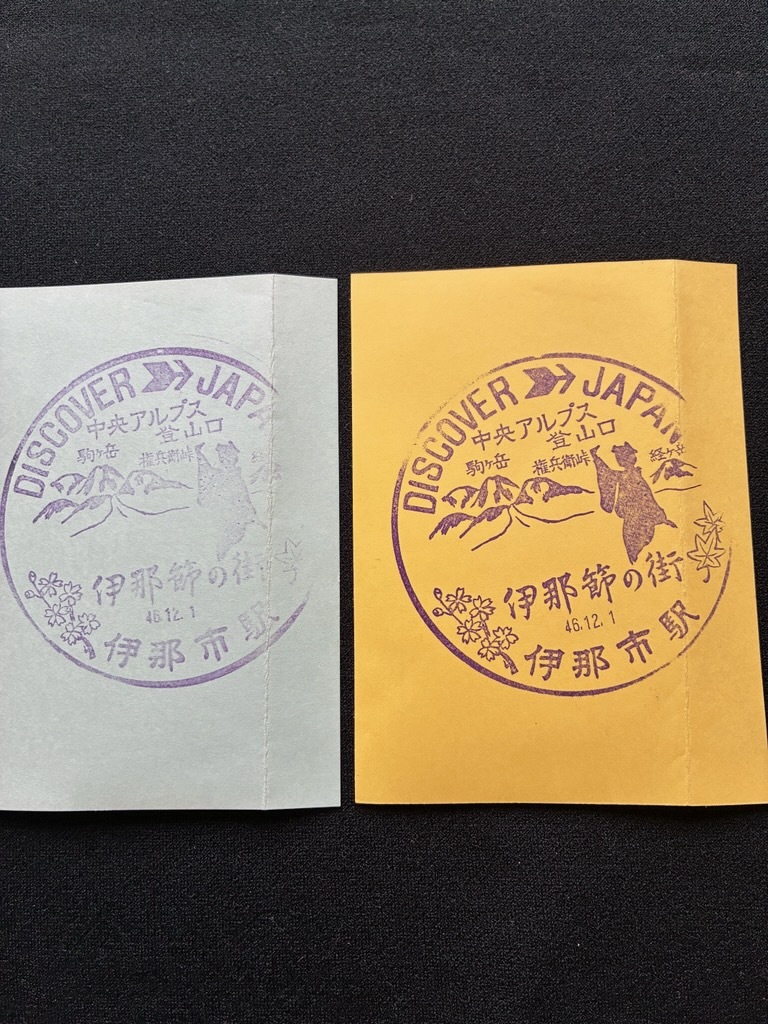 DISCOVER JAPA
中央アルプス
登山口
駒ヶ岳
権兵衛峠
経
伊那節の街
46.12.1
伊那市駅
DISCOVER JAPAN
中央アルプス
登山口
駒ヶ岳
権兵衛峠
経ヶ岳
伊那節の街
46.12.1
伊那市駅